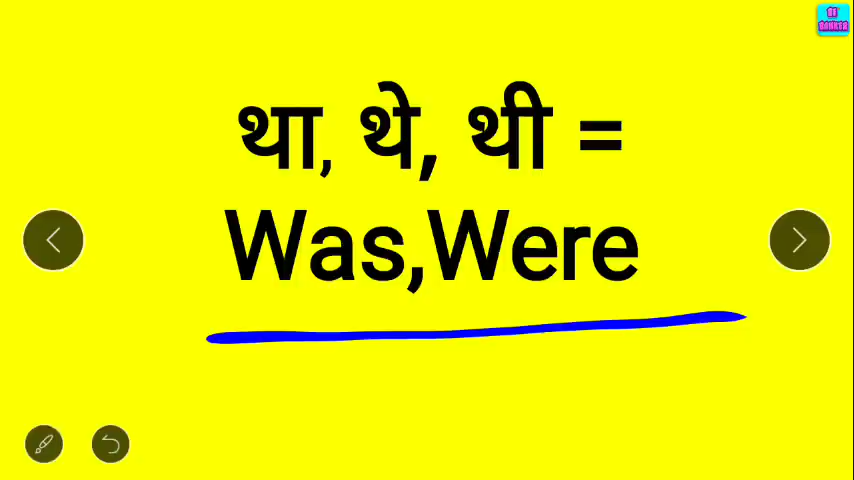 था, थे, थी =
Was,Were